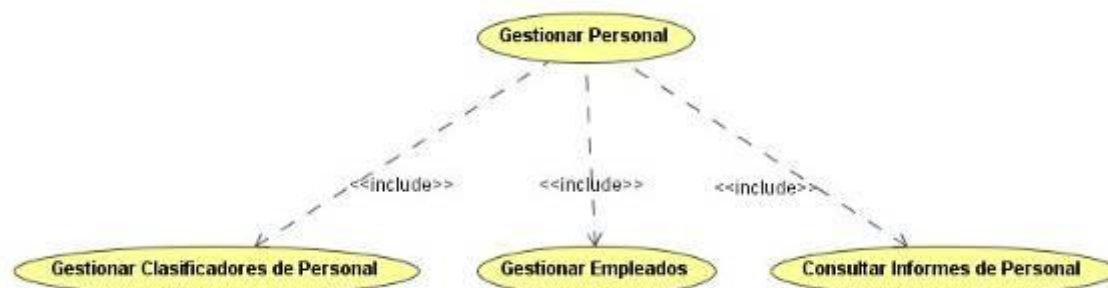 Gestionar Personal
<<include>>
<<include>>
<<include>>
Gestionar Clasificadores de Personal
Gestionar Empleados
Consultar Informes de Personal